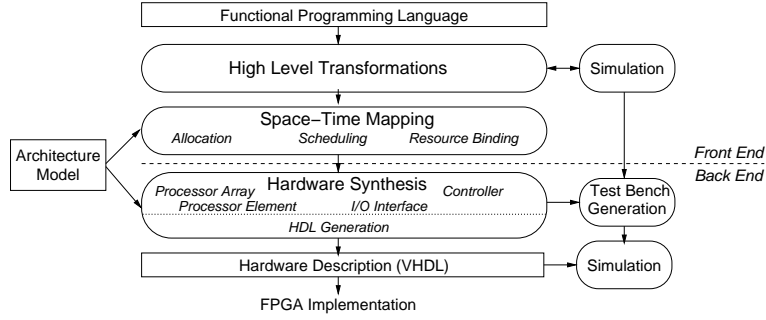 Functional Programming Language
High Level Transformations
Simulation
Space–Time Mapping
Allocation Scheduling Resource Binding
Architecture
Model
Front End
Back End
Hardware Synthesis
Processor Array Controller
Processor Element I/O Interface
HDL Generation
Test Bench
Generation
Hardware Description (VHDL)
Simulation
FPGA Implementation